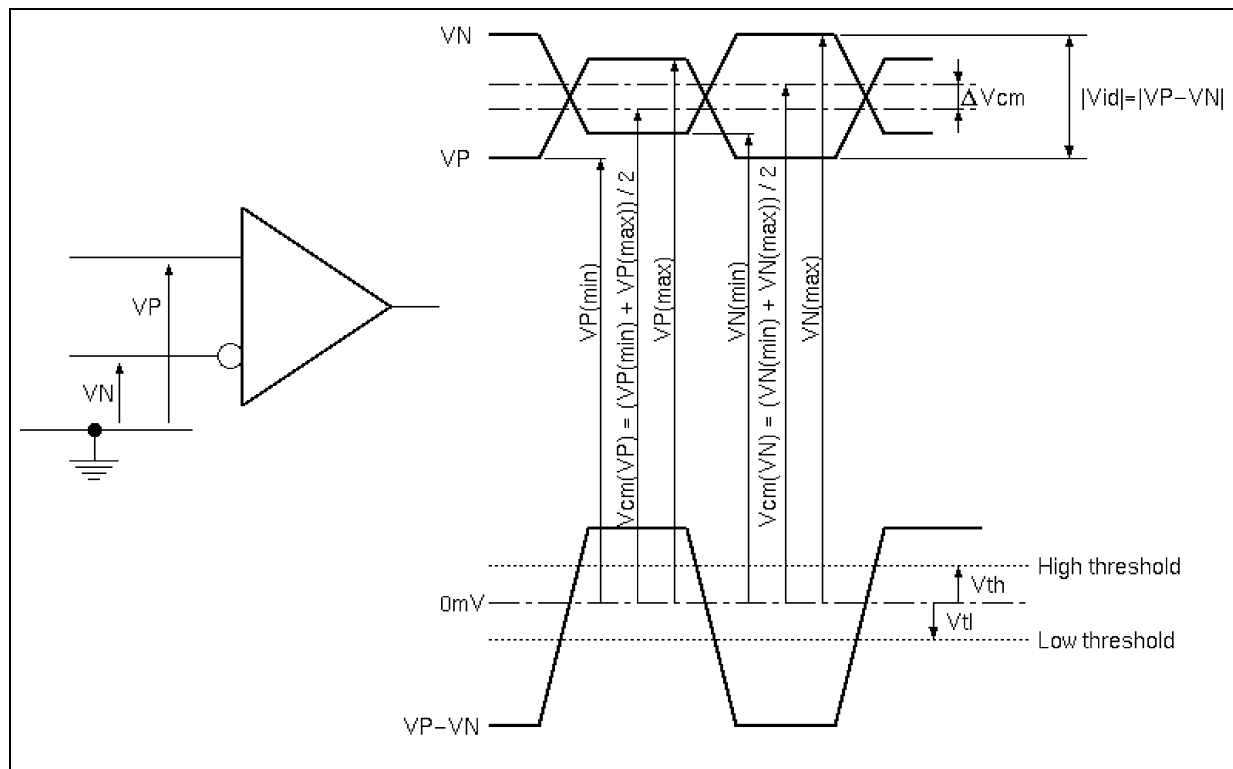 VN
VP
Δ Vcm
|Vid|=|VP−VN|
VP
VN
VP(min)
Vcm(VP) = (VP(min) + VP(max)) / 2
VP(max)
VN(min)
Vcm(VN) = (VN(min) + VN(max)) / 2
VN(max)
High threshold
Vth
0mV
Vtl
Low threshold
VP−VN